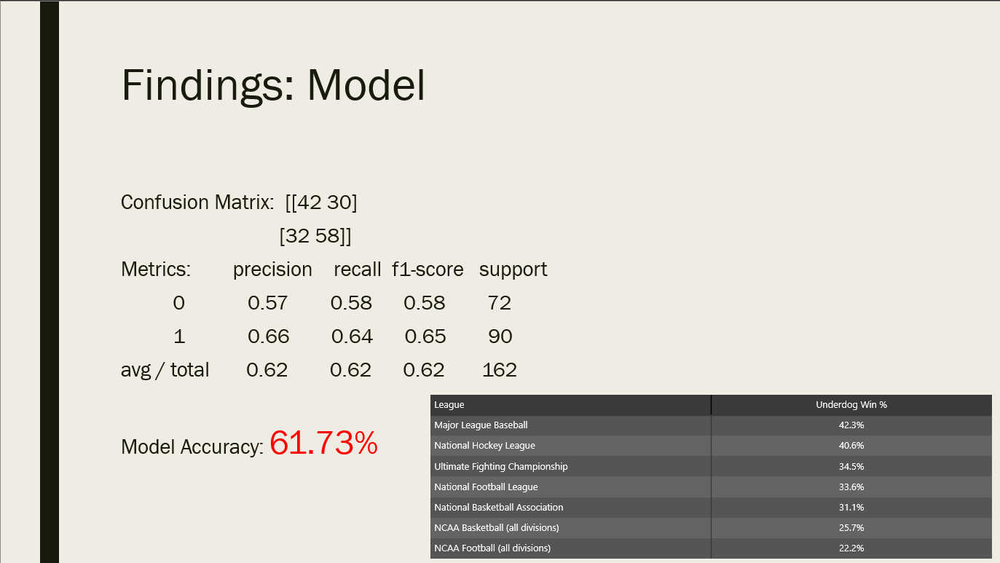 Findings: Model
Confusion Matrix: [[42 30]
[32 58]]
Metrics: precision recall f1-score support
0 0.57 0.58 0.58 72
1 0.66 0.64 0.65 90
avg / total 0.62 0.62 0.62 162
Model Accuracy: 61.73%
League Underdog Win %
Major League Baseball 42.3%
National Hockey League 40.6%
Ultimate Fighting Championship 34.5%
National Football League 33.6%
National Basketball Association 31.1%
NCAA Basketball (all divisions) 25.7%
NCAA Football (all divisions) 22.2%